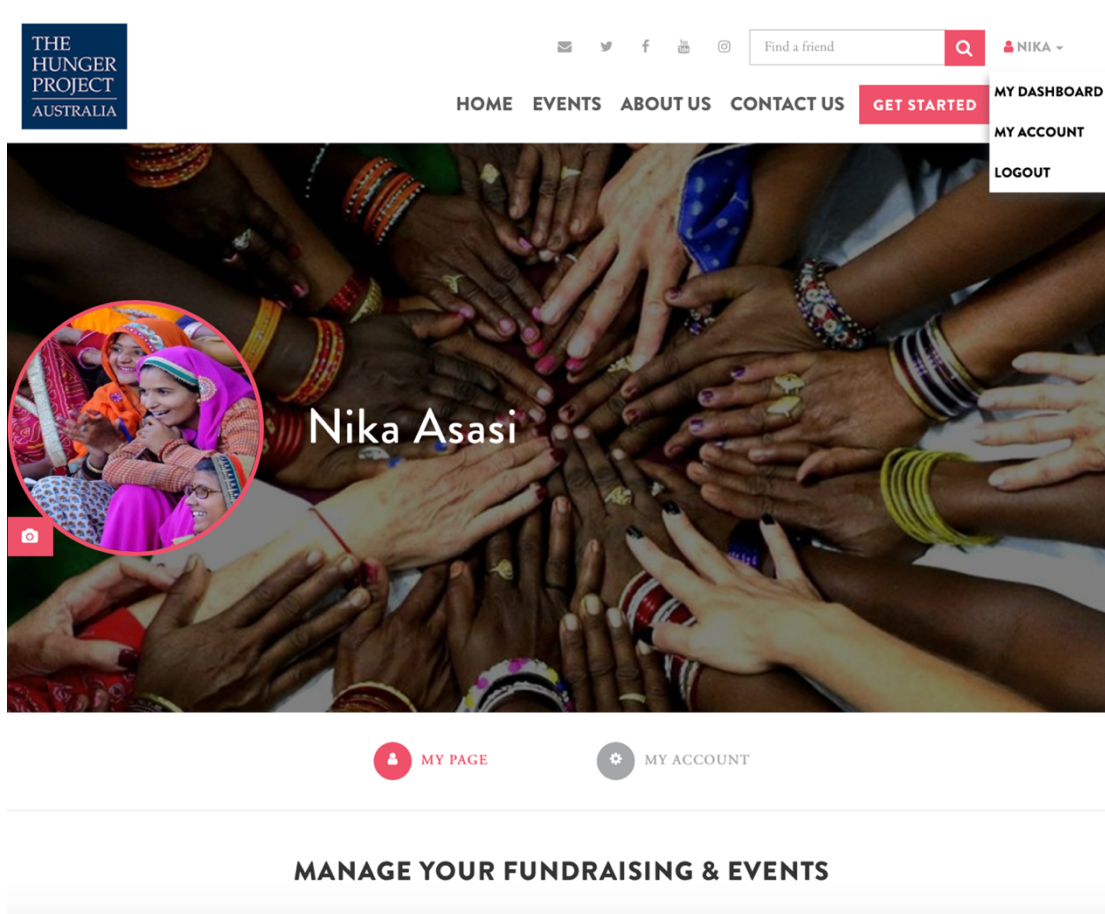 THE
HUNGER
PROJECT
AUSTRALIA
Find a friend
NIKA
HOME EVENTS ABOUT US CONTACT US GET STARTED
MY DASHBOARD
MY ACCOUNT
LOGOUT
Nika Asasi
MY PAGE MY ACCOUNT
MANAGE YOUR FUNDRAISING & EVENTS